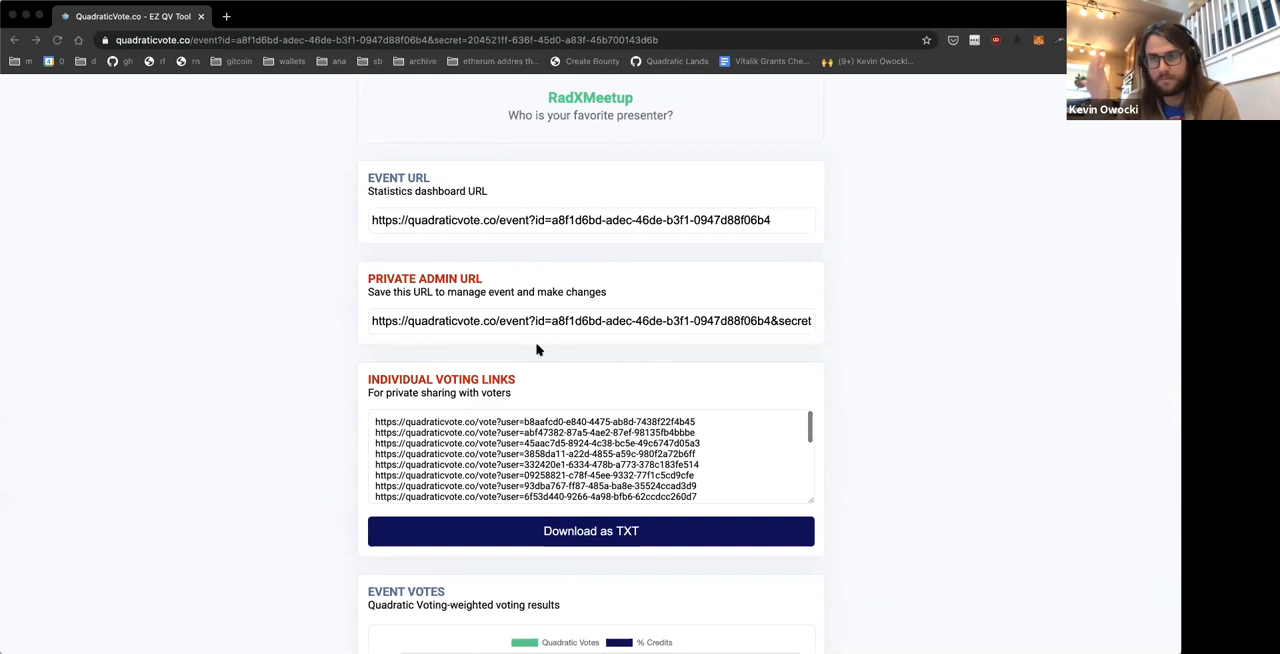 QuadraticVote.co - EZ QV Tool
quadraticvote.co/event?id=a8f1d6bd-adec-46de-b3f1-0947d88f06b4&secret=204521ff-636f-45d0-a83f-45b700143d6b
m 0 d gh rl rn gitcoin wallets ana sb archive etherum addres th... Create Bounty Quadratic Lands Vitalik Grants Che... (9+) Kevin Owocki...
Kevin Owocki
RadXMeetup
Who is your favorite presenter?
EVENT URL
Statistics dashboard URL
https://quadraticvote.co/event?id=a8f1d6bd-adec-46de-b3f1-0947d88f06b4
PRIVATE ADMIN URL
Save this URL to manage event and make changes
https://quadraticvote.co/event?id=a8f1d6bd-adec-46de-b3f1-0947d88f06b4&secret
INDIVIDUAL VOTING LINKS
For private sharing with voters
https://quadraticvote.co/vote?user=b8aafcd0-e840-4475-ab8d-7438f22f4b45
https://quadraticvote.co/vote?user=abf47382-87a5-4ae2-87ef-98135fb4bbbe
https://quadraticvote.co/vote?user=45aac7d5-8924-4c38-bc5e-49c6747d05a3
https://quadraticvote.co/vote?user=3858da11-a22d-4855-a59c-980f2a72b6ff
https://quadraticvote.co/vote?user=332420e1-6334-478b-a773-378c183fe514
https://quadraticvote.co/vote?user=09258821-c78f-45ee-9332-77f1c5cd9cfe
https://quadraticvote.co/vote?user=93dba767-ff87-485a-ba8e-35524ccad3d9
https://quadraticvote.co/vote?user=6f53d440-9266-4a98-bfb6-62ccdcc260d7
Download as TXT
EVENT VOTES
Quadratic Voting-weighted voting results
Quadratic Votes % Credits